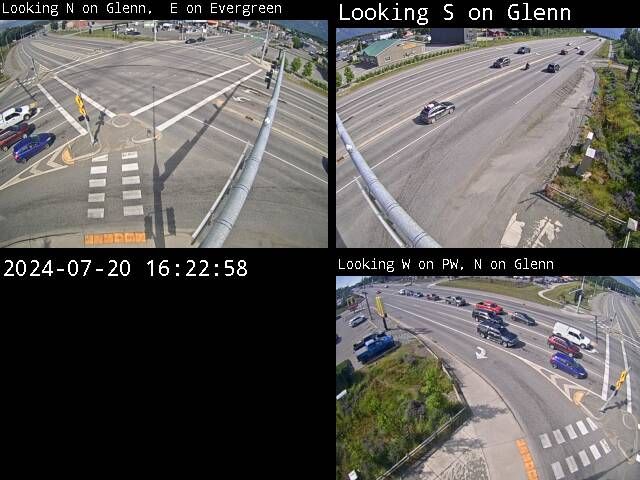 Looking N on Glenn,  E on Evergreen
Looking S on Glenn
2024-07-20 16:22:58
Looking W on PW, N on Glenn